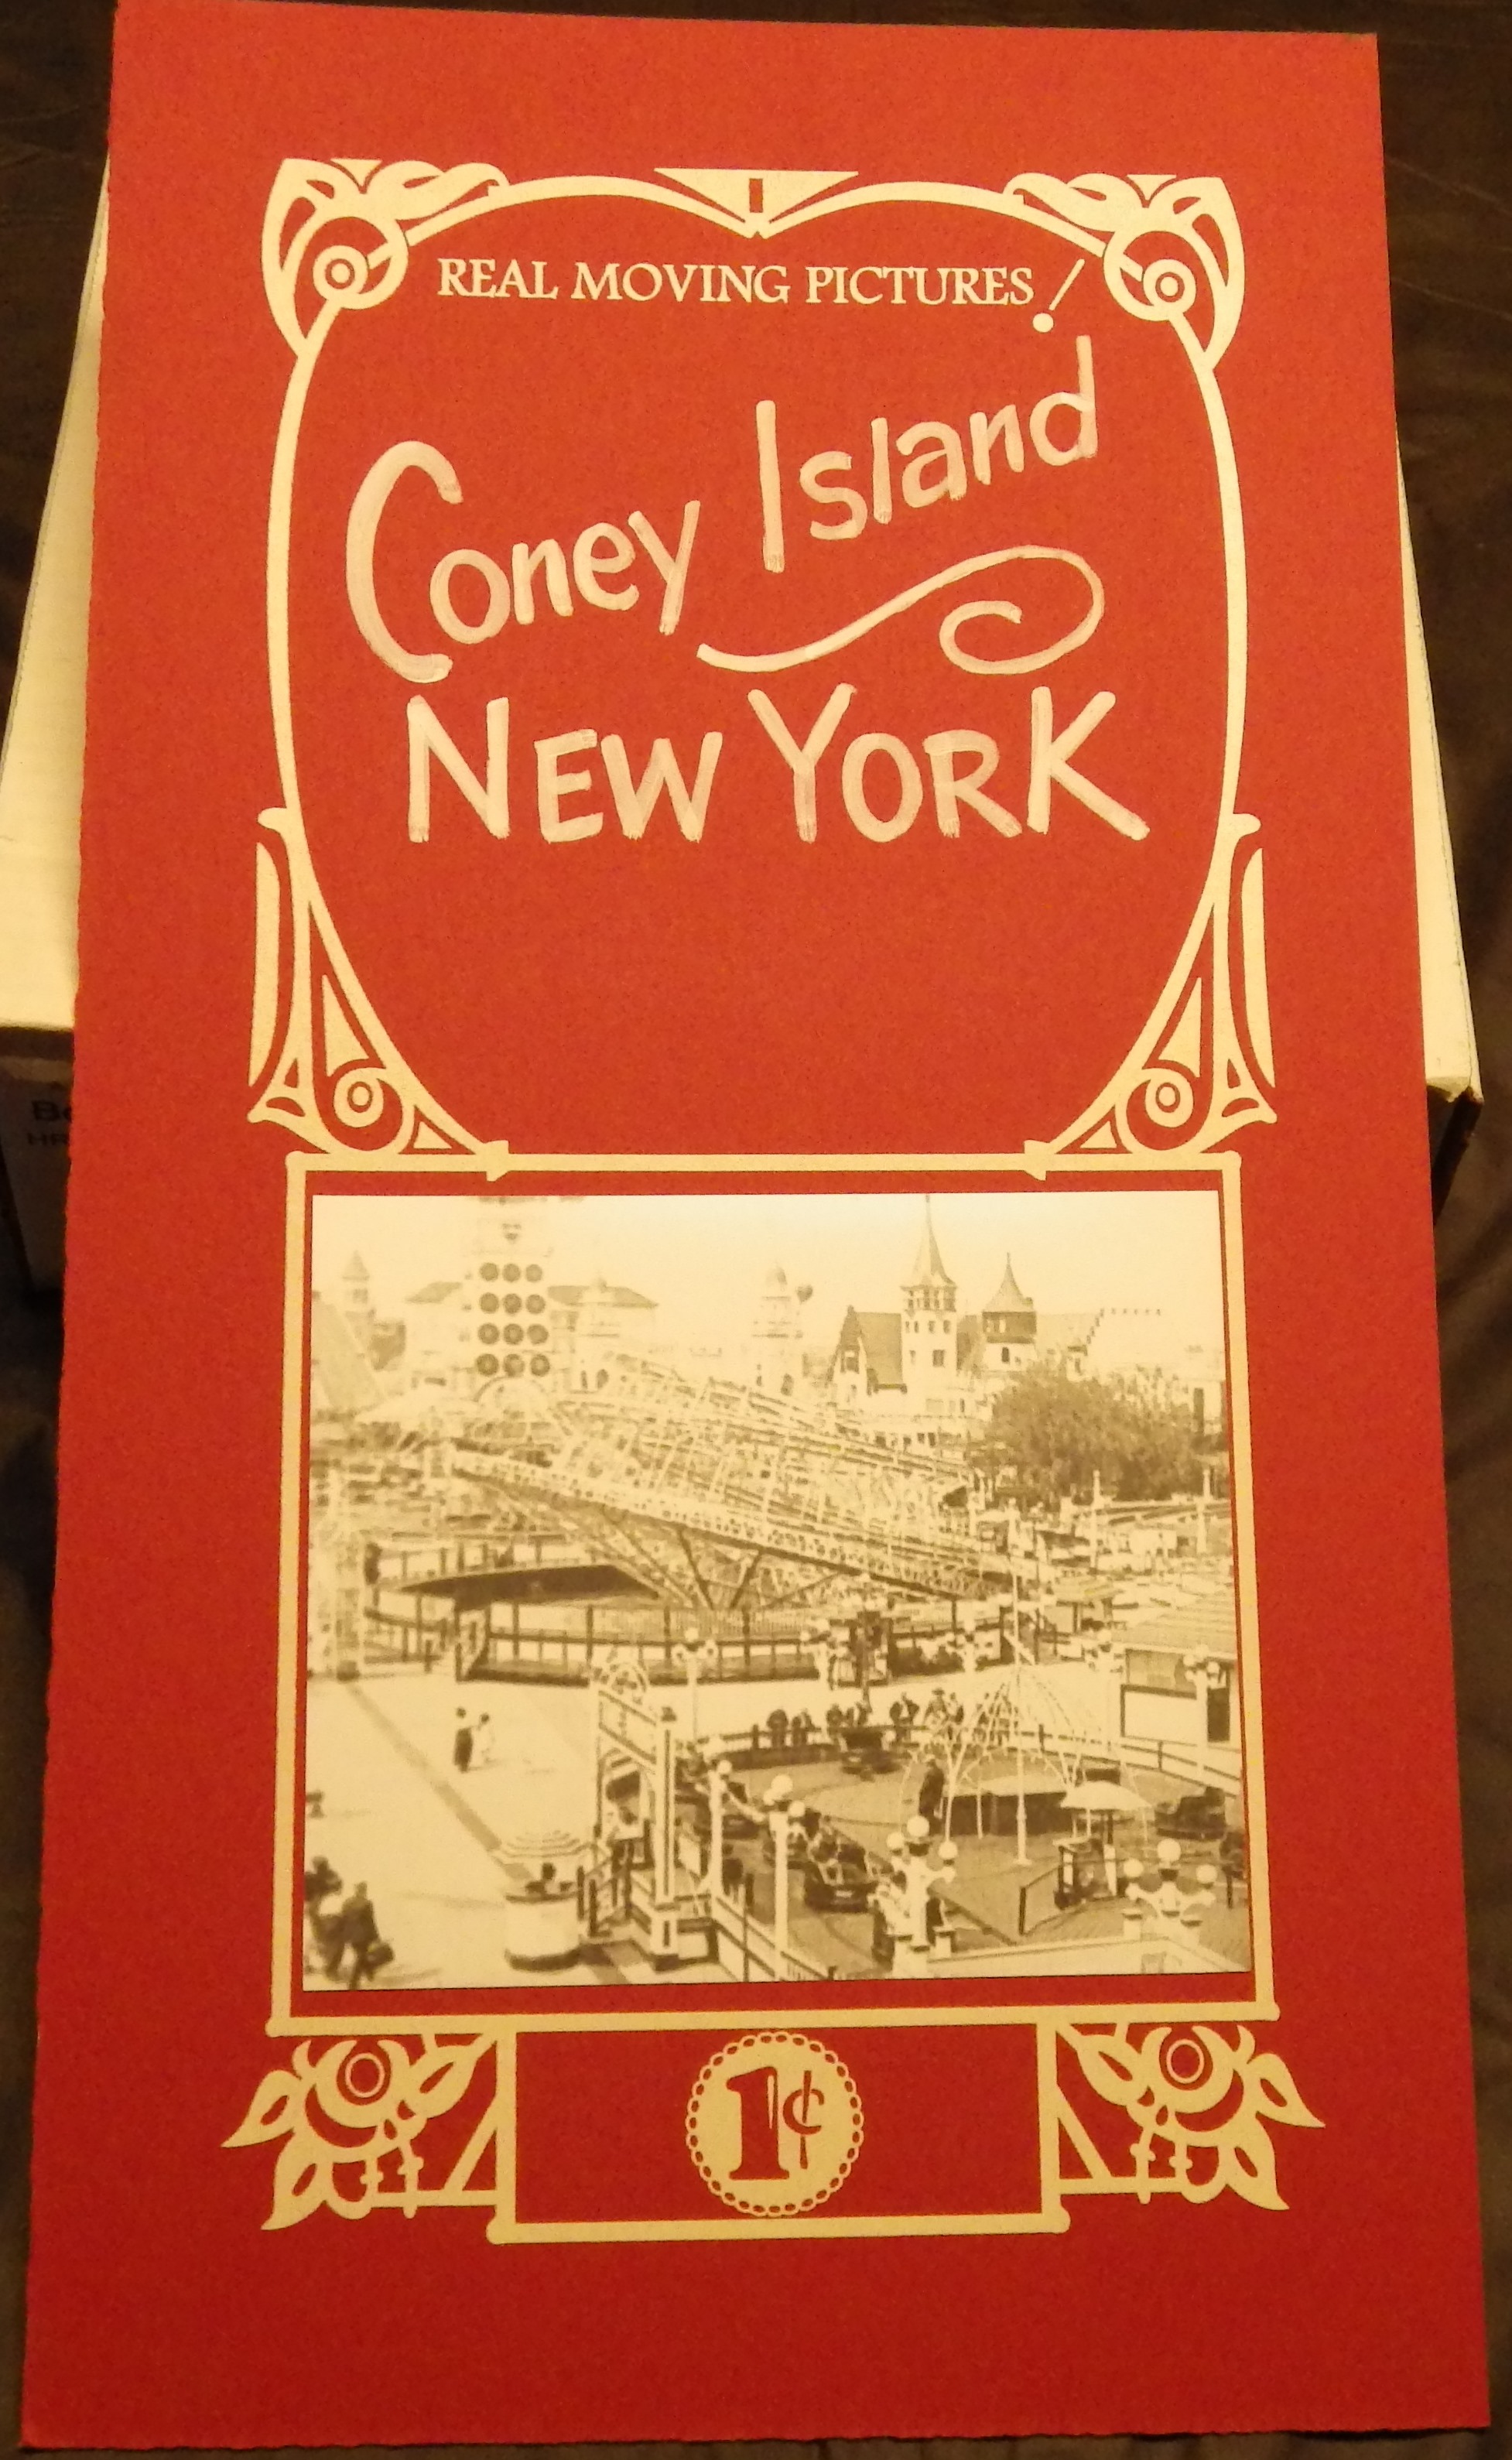 REAL MOVING PICTURES!
Coney Island
NEW YORK
1¢